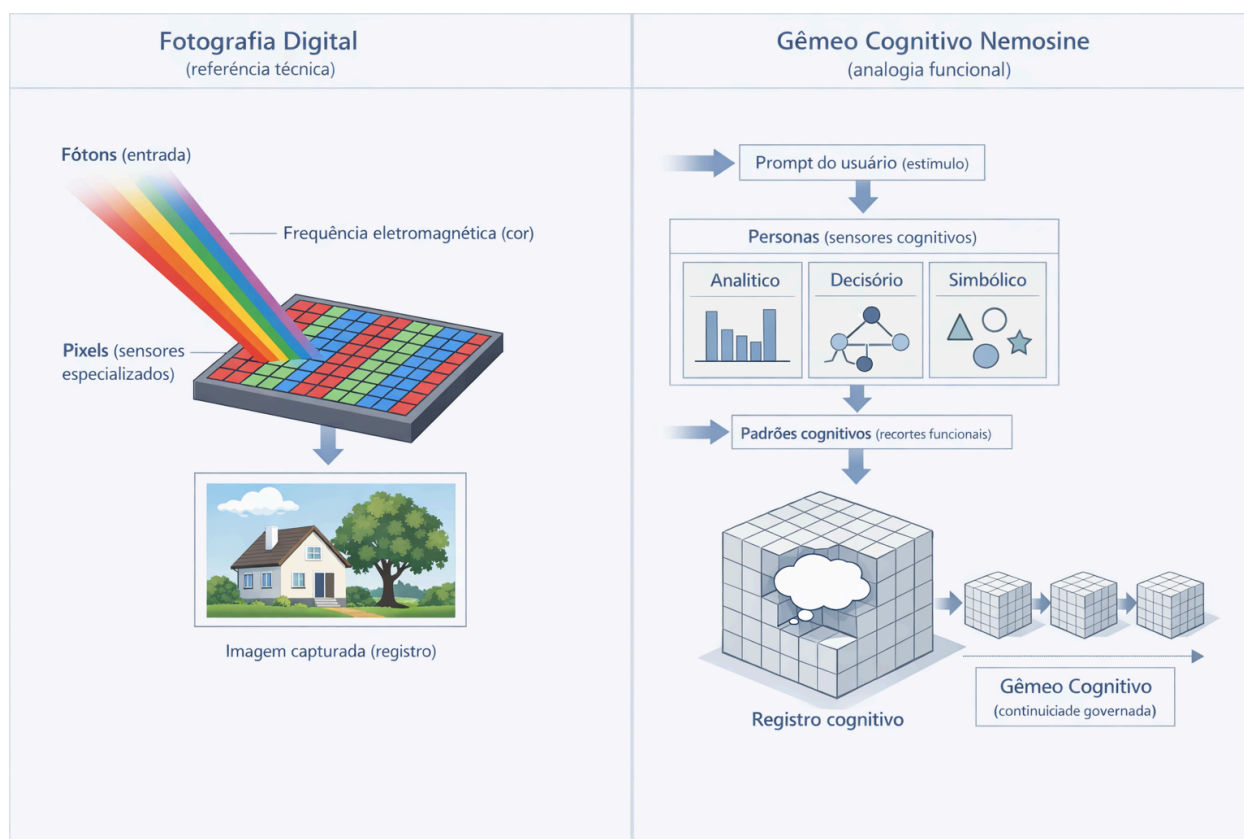 Fotografia Digital
(referéncia técnica)
Fótons (entrada)
Frequência eletromagnética (cor)
Pixels (sensores
especializados)
Imagem capturada (registro)
Gêmeo Cognitivo Nemosine
(analogia funcional)
Prompt do usuário (estímulo)
Personas (sensores cognitivos)
Analitico
Decisório
Simbólico
Padrões cognitivos (recortes funcionais)
Registro cognitivo
Gêmeo Cognitivo
(continuiciade governada)